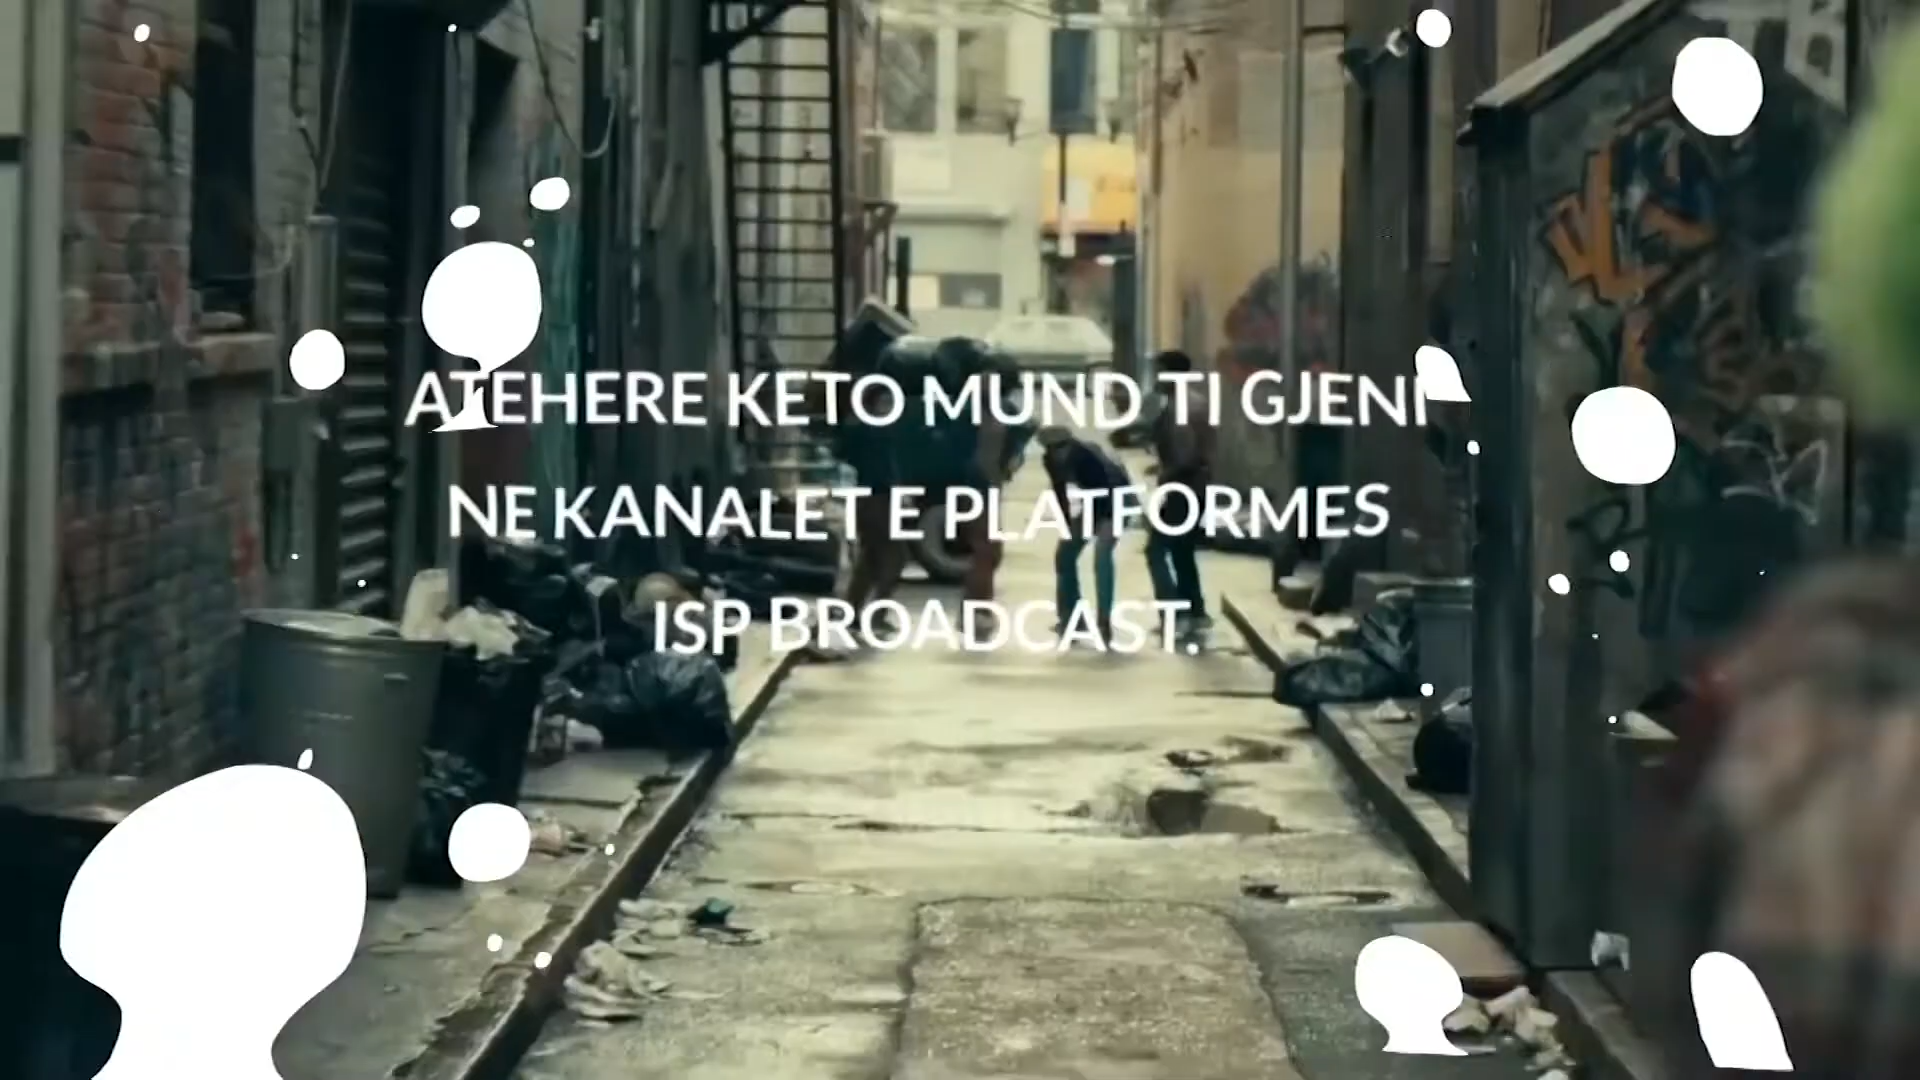 ATEHERE KETO MUND TI GJENI
NE KANALET E PLATFORMES
ISP BROADCAST.